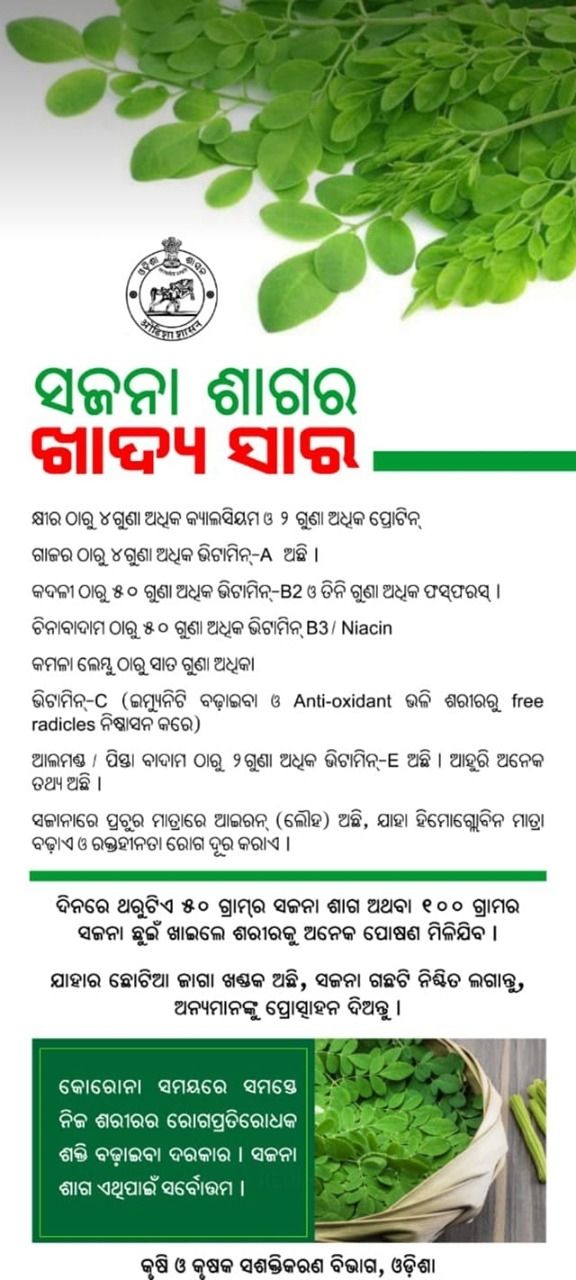 ଓଡ଼ିଶା ଶାସନ
ओडिशा शासन
ସଜନା ଶାଗର
ଖାଦ୍ୟ ସାର
କ୍ଷୀର ଠାରୁ ୪ଗୁଣା ଅଧିକ କ୍ୟାଲସିୟମ ଓ ୨ ଗୁଣା ଅଧିକ ପ୍ରୋଟିନ୍
ଗାଜର ଠାରୁ ୪ଗୁଣା ଅଧିକ ଭିଟାମିନ୍-A ଅଛି ।
କଦଳୀ ଠାରୁ ୫୦ ଗୁଣା ଅଧିକ ଭିଟାମିନ୍-B2 ଓ ତିନି ଗୁଣା ଅଧିକ ଫସ୍‌ଫରସ୍ ।
ଚିନାବାଦାମ ଠାରୁ ୫୦ ଗୁଣା ଅଧିକ ଭିଟାମିନ୍ B3 / Niacin
କମଳା ଲେମ୍ବୁ ଠାରୁ ସାତ ଗୁଣା ଅଧିକା
ଭିଟାମିନ୍-C (ଇମ୍ୟୁନିଟି ବଢ଼ାଇବା ଓ Anti-oxidant ଭଳି ଶରୀରରୁ free
radicles ନିଷ୍କାସନ କରେ)
ଆଲମଣ୍ଡ / ପିସ୍ତା ବାଦାମ ଠାରୁ ୨ଗୁଣା ଅଧିକ ଭିଟାମିନ୍-E ଅଛି । ଆହୁରି ଅନେକ
ତଥ୍ୟ ଅଛି ।
ସଜାନାରେ ପ୍ରଚୁର ମାତ୍ରାରେ ଆଇରନ୍ (ଲୌହ) ଅଛି, ଯାହା ହିମୋଗ୍ଲୋବିନ ମାତ୍ରା
ବଢ଼ାଏ ଓ ରକ୍ତହୀନତା ରୋଗ ଦୂର କରାଏ ।
ଦିନରେ ଥରୁଟିଏ ୫୦ ଗ୍ରାମ୍‌ର ସଜନା ଶାଗ ଅଥବା ୧୦୦ ଗ୍ରାମର
ସଜନା ଛୁଇଁ ଖାଇଲେ ଶରୀରକୁ ଅନେକ ପୋଷଣ ମିଳିଯିବ ।
ଯାହାର ଛୋଟିଆ ଜାଗା ଖଣ୍ଡକ ଅଛି, ସଜନା ଗଛଟି ନିଶ୍ଚିତ ଲଗାନ୍ତୁ,
ଅନ୍ୟମାନଙ୍କୁ ପ୍ରୋତ୍ସାହନ ଦିଅନ୍ତୁ ।
କୋରୋନା ସମୟରେ ସମସ୍ତେ
ନିଜ ଶରୀରର ରୋଗପ୍ରତିରୋଧକ
ଶକ୍ତି ବଢ଼ାଇବା ଦରକାର । ସଜନା
ଶାଗ ଏଥିପାଇଁ ସର୍ବୋତ୍ତମ ।
କୃଷି ଓ କୃଷକ ସଶକ୍ତିକରଣ ବିଭାଗ, ଓଡ଼ିଶା